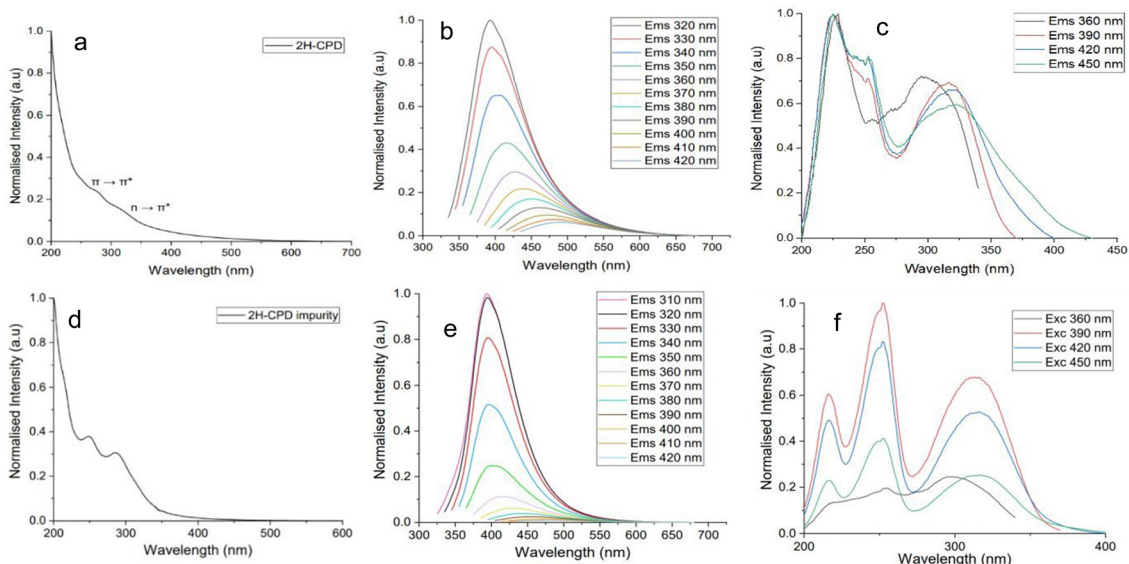 a
2H-CPD
π → π*
n → π*
1.0
0.8
0.6
0.4
0.2
0.0
200 300 400 500 600 700
Wavelength (nm)
Normalised Intensity (a.u)
b
Ems 320 nm
Ems 330 nm
Ems 340 nm
Ems 350 nm
Ems 360 nm
Ems 370 nm
Ems 380 nm
Ems 390 nm
Ems 400 nm
Ems 410 nm
Ems 420 nm
1.0
0.8
0.6
0.4
0.2
0.0
300 350 400 450 500 550 600 650 700
Wavelength (nm)
Normalised Intensity (a.u)
c
Ems 360 nm
Ems 390 nm
Ems 420 nm
Ems 450 nm
1.0
0.8
0.6
0.4
0.2
0.0
200 250 300 350 400 450
Wavelength (nm)
Normalised Intensity (a.u)
d
2H-CPD impurity
1.0
0.8
0.6
0.4
0.2
0.0
200 300 400 500 600
Wavelength (nm)
Normalised Intensity (a.u)
e
Ems 310 nm
Ems 320 nm
Ems 330 nm
Ems 340 nm
Ems 350 nm
Ems 360 nm
Ems 370 nm
Ems 380 nm
Ems 390 nm
Ems 400 nm
Ems 410 nm
Ems 420 nm
1.0
0.8
0.6
0.4
0.2
0.0
300 350 400 450 500 550 600 650 700
Wavelength (nm)
Normalised Intensity (a.u)
f
Exc 360 nm
Exc 390 nm
Exc 420 nm
Exc 450 nm
1.0
0.8
0.6
0.4
0.2
0.0
200 300 400
Wavelength (nm)
Normalised Intensity (a.u)